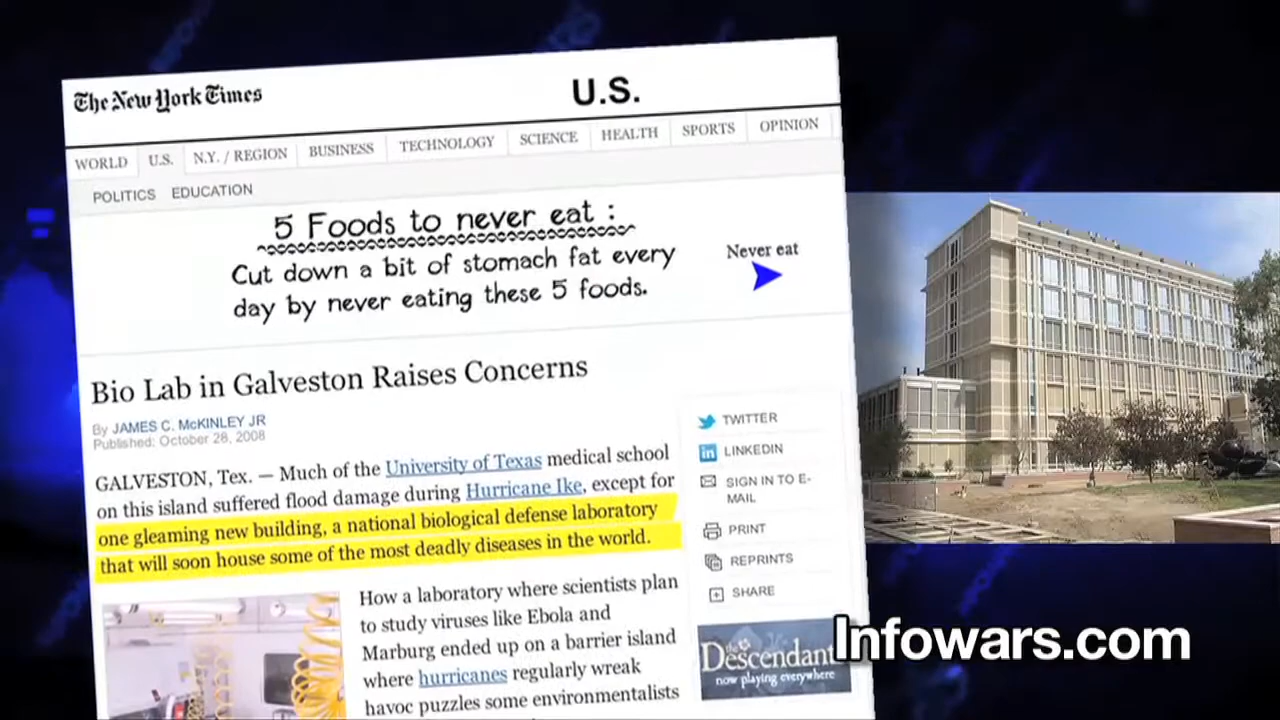 The New York Times
U.S.
WORLD U.S. N.Y. / REGION BUSINESS TECHNOLOGY SCIENCE HEALTH SPORTS OPINION
POLITICS EDUCATION
5 Foods to never eat :
Cut down a bit of stomach fat every
day by never eating these 5 foods.
Never eat
Bio Lab in Galveston Raises Concerns
By JAMES C. McKINLEY JR
Published: October 28, 2008
GALVESTON, Tex. — Much of the University of Texas medical school
on this island suffered flood damage during Hurricane Ike, except for
one gleaming new building, a national biological defense laboratory
that will soon house some of the most deadly diseases in the world.
How a laboratory where scientists plan
to study viruses like Ebola and
Marburg ended up on a barrier island
where hurricanes regularly wreak
havoc puzzles some environmentalists
TWITTER
LINKEDIN
SIGN IN TO E-
MAIL
PRINT
REPRINTS
SHARE
the
Descendant
now playing everywhere
Infowars.com